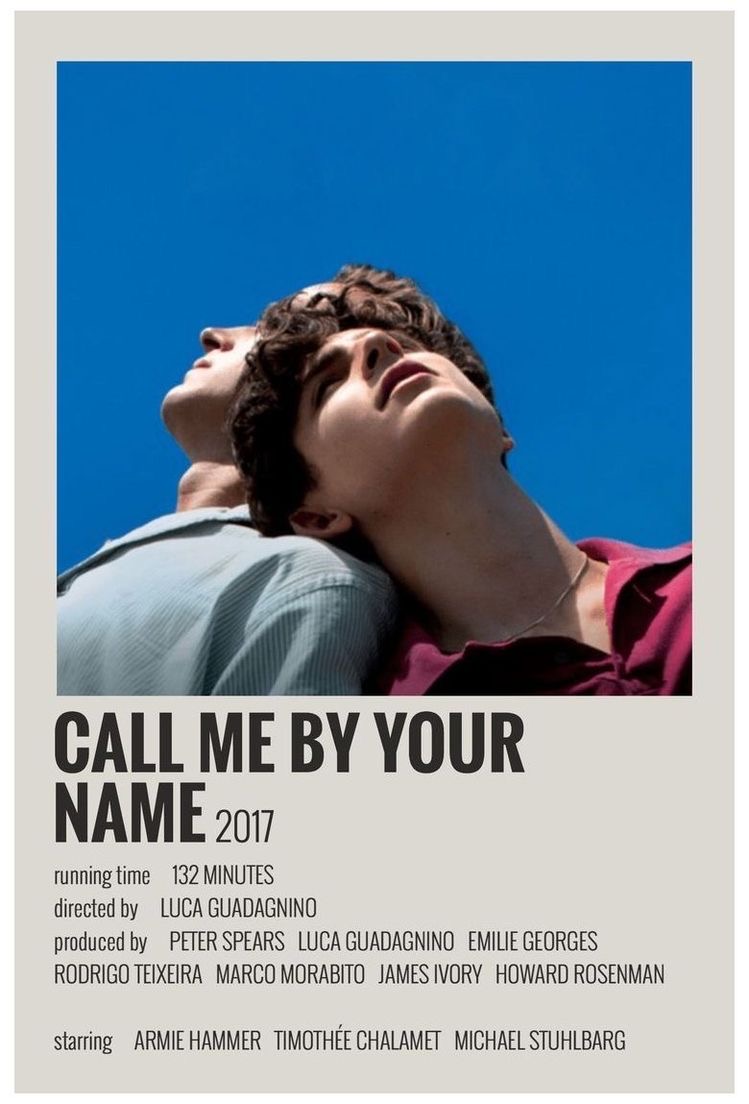 CALL ME BY YOUR
NAME 2017
running time 132 MINUTES
directed by LUCA GUADAGNINO
produced by PETER SPEARS LUCA GUADAGNINO EMILIE GEORGES
RODRIGO TEIXEIRA MARCO MORABITO JAMES IVORY HOWARD ROSENMAN
starring ARMIE HAMMER TIMOTHÉE CHALAMET MICHAEL STUHLBARG